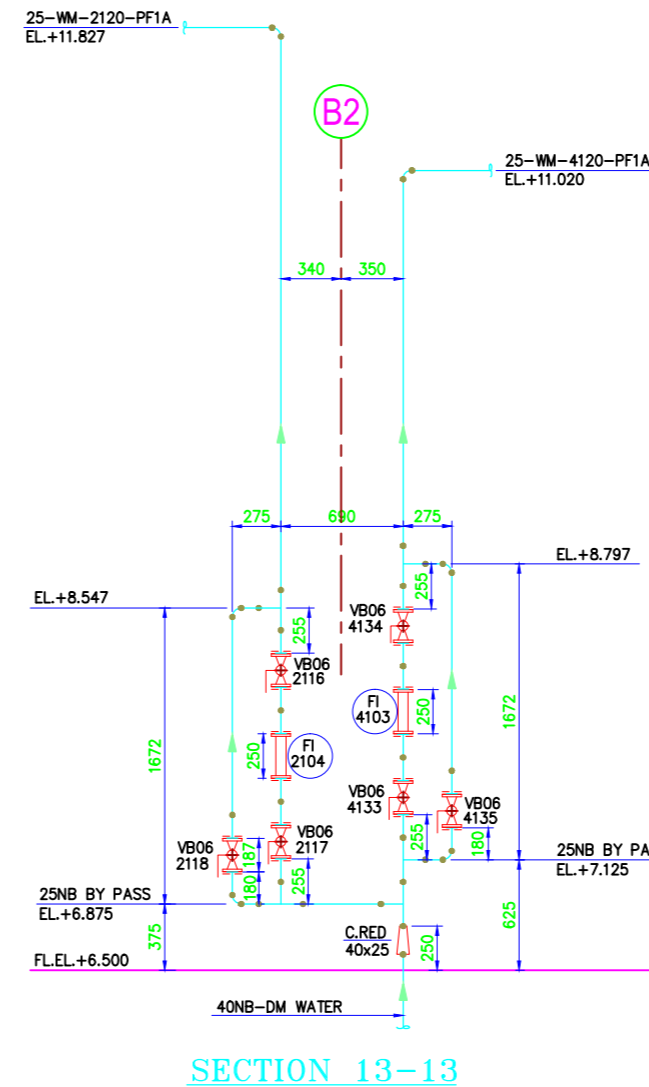 25-WM-2120-PF1A
EL.+11.827
B2
25-WM-4120-PF1A
EL.+11.020
340
350
275
690
275
EL.+8.797
255
EL.+8.547
VB06
4134
255
VB06
2116
FI
4103
250
1672
FI
2104
250
1672
VB06
4133
VB06
4135
VB06
2117
VB06
2118
187
255
180
25NB BY PA
EL.+7.125
180
255
25NB BY PASS
EL.+6.875
375
C.RED
40x25
250
625
FL.EL.+6.500
40NB-DM WATER
SECTION 13-13